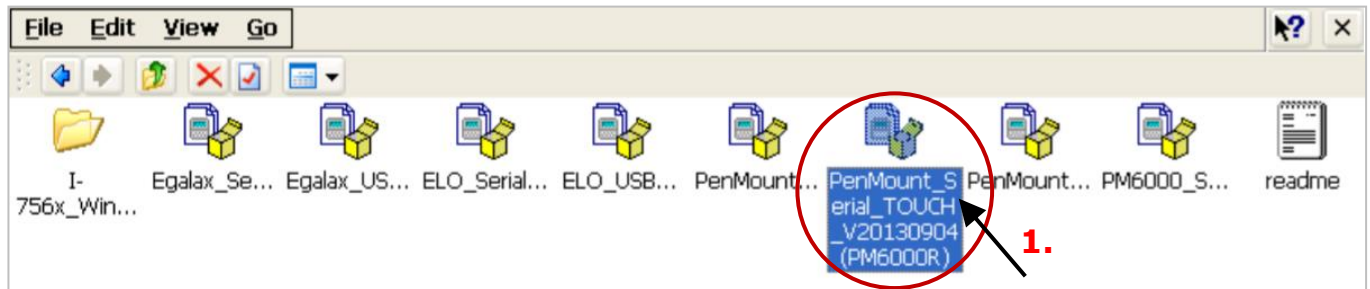 File Edit View Go
?
I-
756x_Win...
Egalax_Se...
Egalax_US...
ELO_Serial...
ELO_USB...
PenMount...
PenMount_S
erial_TOUCH
_V20130904
(PM6000R)
PenMount...
PM6000_S...
readme
1.